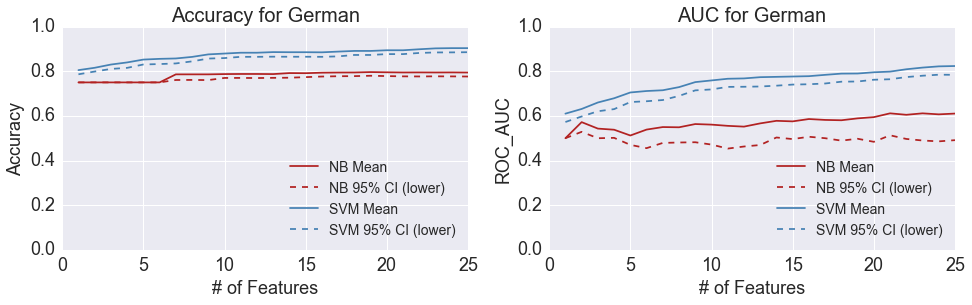 Accuracy for German
1.0
0.8
0.6
0.4
0.2
0.0
Accuracy
NB Mean
NB 95% CI (lower)
SVM Mean
SVM 95% CI (lower)
0 5 10 15 20 25
# of Features
AUC for German
1.0
0.8
0.6
0.4
0.2
0.0
ROC_AUC
NB Mean
NB 95% CI (lower)
SVM Mean
SVM 95% CI (lower)
0 5 10 15 20 25
# of Features